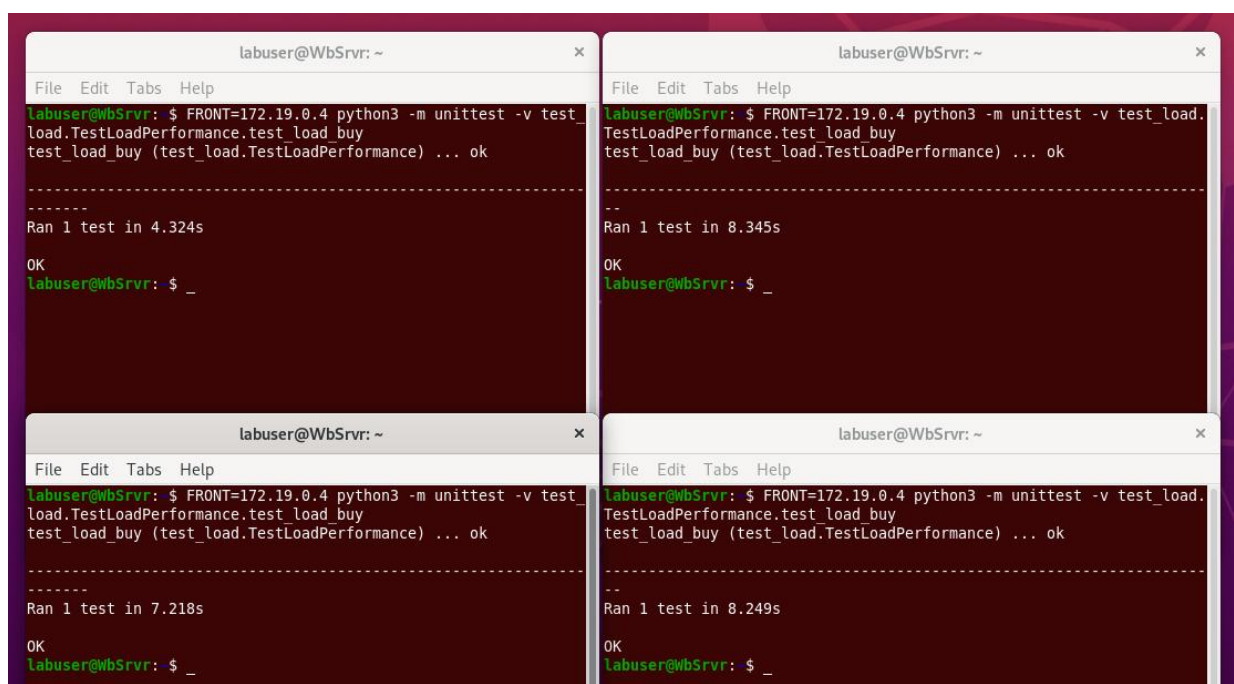 labuser@WbSrvr: ~ ×
File Edit Tabs Help
labuser@WbSrvr:~$ FRONT=172.19.0.4 python3 -m unittest -v test_
load.TestLoadPerformance.test_load_buy
test_load_buy (test_load.TestLoadPerformance) ... ok
---------------------------------------------------------------
-------
Ran 1 test in 4.324s
OK
labuser@WbSrvr:~$ _
labuser@WbSrvr: ~ ×
File Edit Tabs Help
labuser@WbSrvr:~$ FRONT=172.19.0.4 python3 -m unittest -v test_load.
TestLoadPerformance.test_load_buy
test_load_buy (test_load.TestLoadPerformance) ... ok
--------------------------------------------------------------------
--
Ran 1 test in 8.345s
OK
labuser@WbSrvr:~$ _
labuser@WbSrvr: ~ ×
File Edit Tabs Help
labuser@WbSrvr:~$ FRONT=172.19.0.4 python3 -m unittest -v test_
load.TestLoadPerformance.test_load_buy
test_load_buy (test_load.TestLoadPerformance) ... ok
---------------------------------------------------------------
-------
Ran 1 test in 7.218s
OK
labuser@WbSrvr:~$ _
labuser@WbSrvr: ~ ×
File Edit Tabs Help
labuser@WbSrvr:~$ FRONT=172.19.0.4 python3 -m unittest -v test_load.
TestLoadPerformance.test_load_buy
test_load_buy (test_load.TestLoadPerformance) ... ok
--------------------------------------------------------------------
--
Ran 1 test in 8.249s
OK
labuser@WbSrvr:~$ _